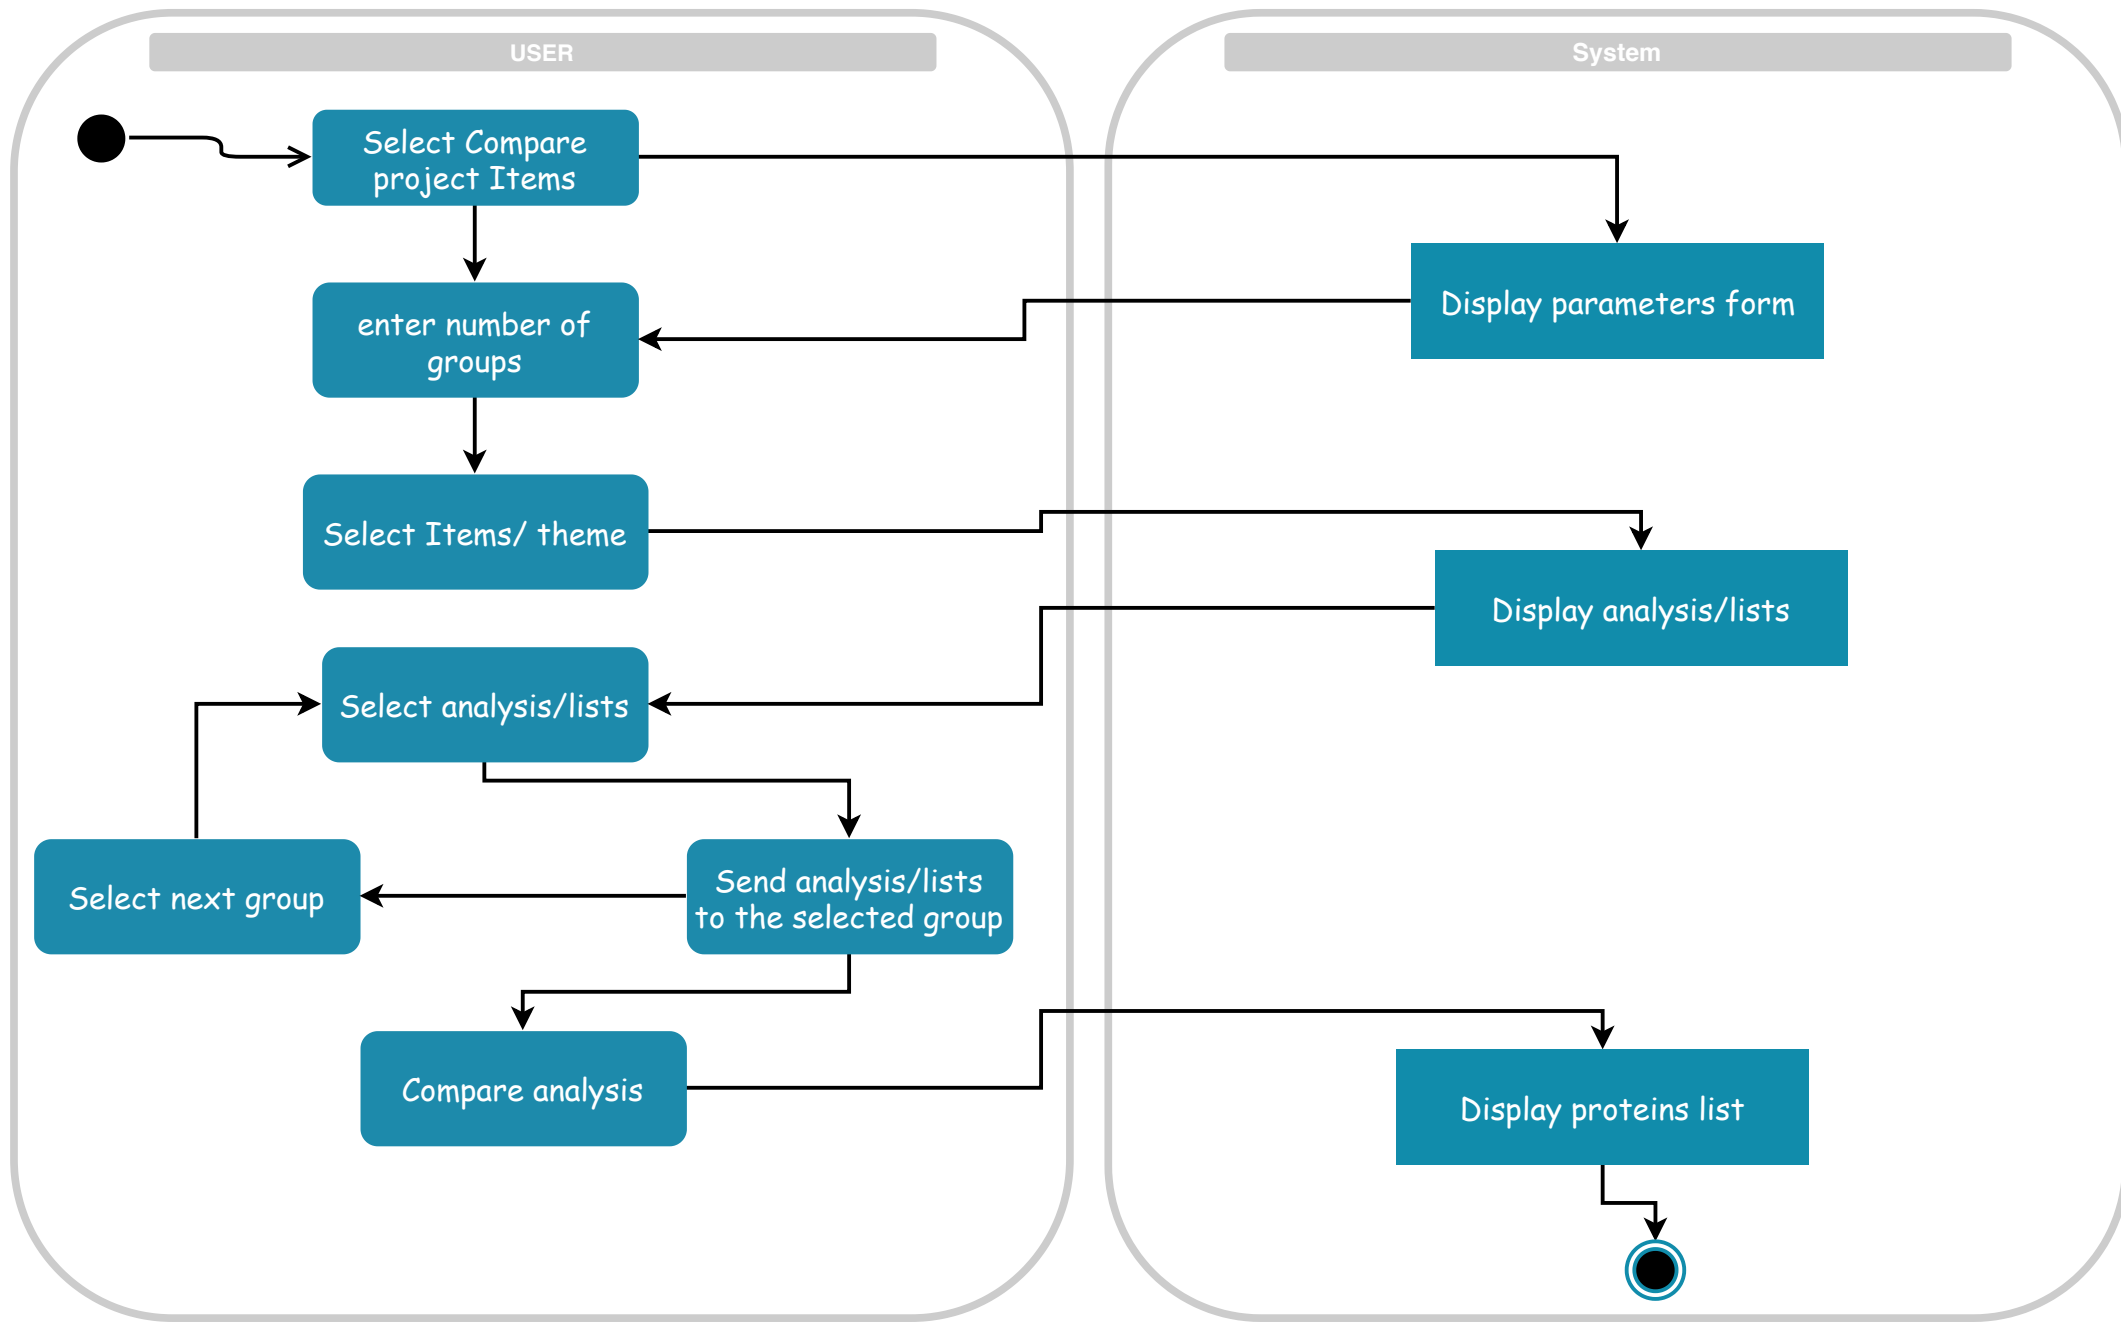 USER
System
Select Compare
project Items
Display parameters form
enter number of
groups
Select Items/ theme
Display analysis/lists
Select analysis/lists
Select next group
Send analysis/lists
to the selected group
Compare analysis
Display proteins list